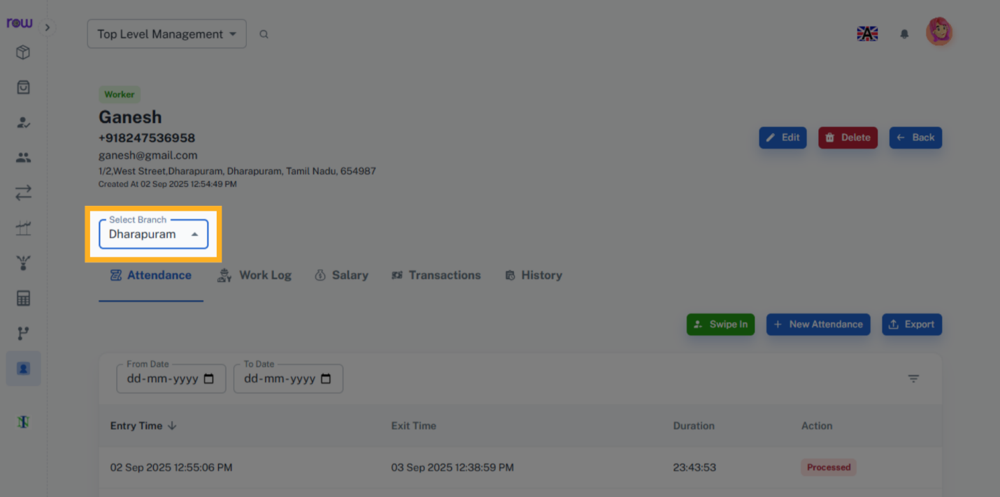 row
Top Level Management
A
Worker
Ganesh
+918247536958
ganesh@gmail.com
1/2,West Street,Dharapuram, Dharapuram, Tamil Nadu, 654987
Created At 02 Sep 2025 12:54:49 PM
Edit
Delete
Back
Select Branch
Dharapuram
Attendance
Work Log
Salary
Transactions
History
Swipe In
New Attendance
Export
From Date
To Date
dd-mm-yyyy
dd-mm-yyyy
Entry Time
Exit Time
Duration
Action
02 Sep 2025 12:55:06 PM
03 Sep 2025 12:38:59 PM
23:43:53
Processed